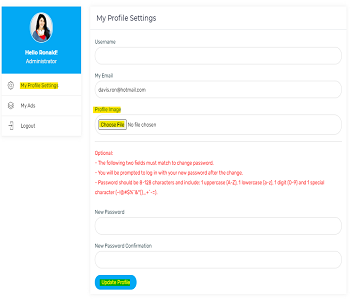 My Profile Settings
Hello Ronald!
Administrator
My Profile Settings
My Ads
Logout
Username
My Email
davis.ron@hotmail.com
Profile Image
Choose File No file chosen
Optional:
- The following two fields must match to change password.
- You will be prompted to log in with your new password after the change.
- Password should be 8-128 characters and include: 1 uppercase (A-Z), 1 lowercase (a-z), 1 digit (0-9) and 1 special
character
New Password
New Password Confirmation
Update Profile